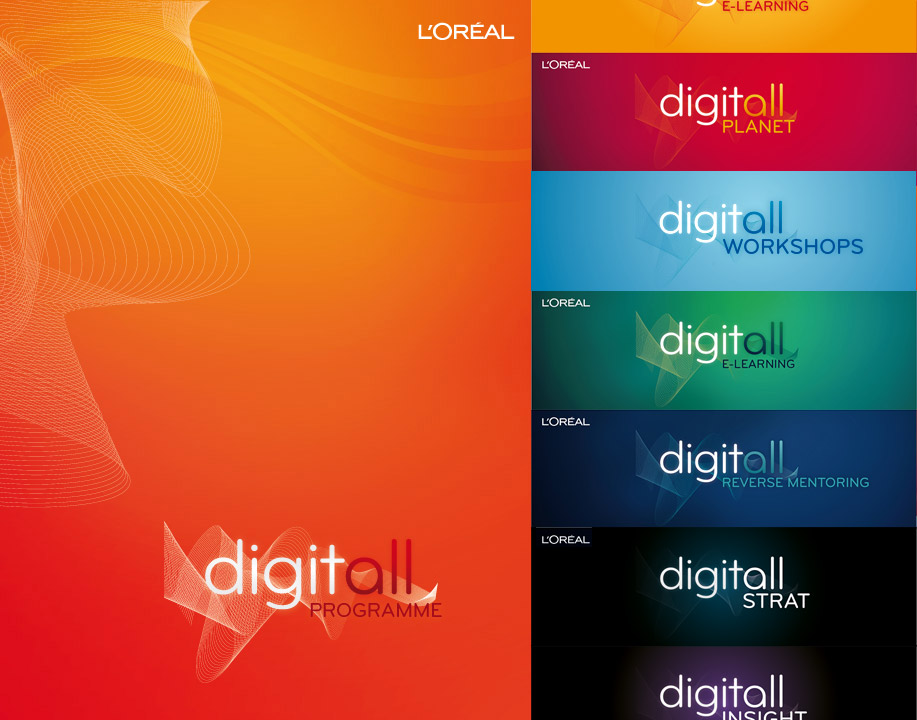 L'ORÉAL
digitall
PROGRAMME
E-LEARNING
L'ORÉAL
digitall
PLANET
digitall
WORKSHOPS
L'ORÉAL
digitall
E-LEARNING
L'ORÉAL
digitall
REVERSE MENTORING
L'ORÉAL
digitall
STRAT
digitall
INSIGHT